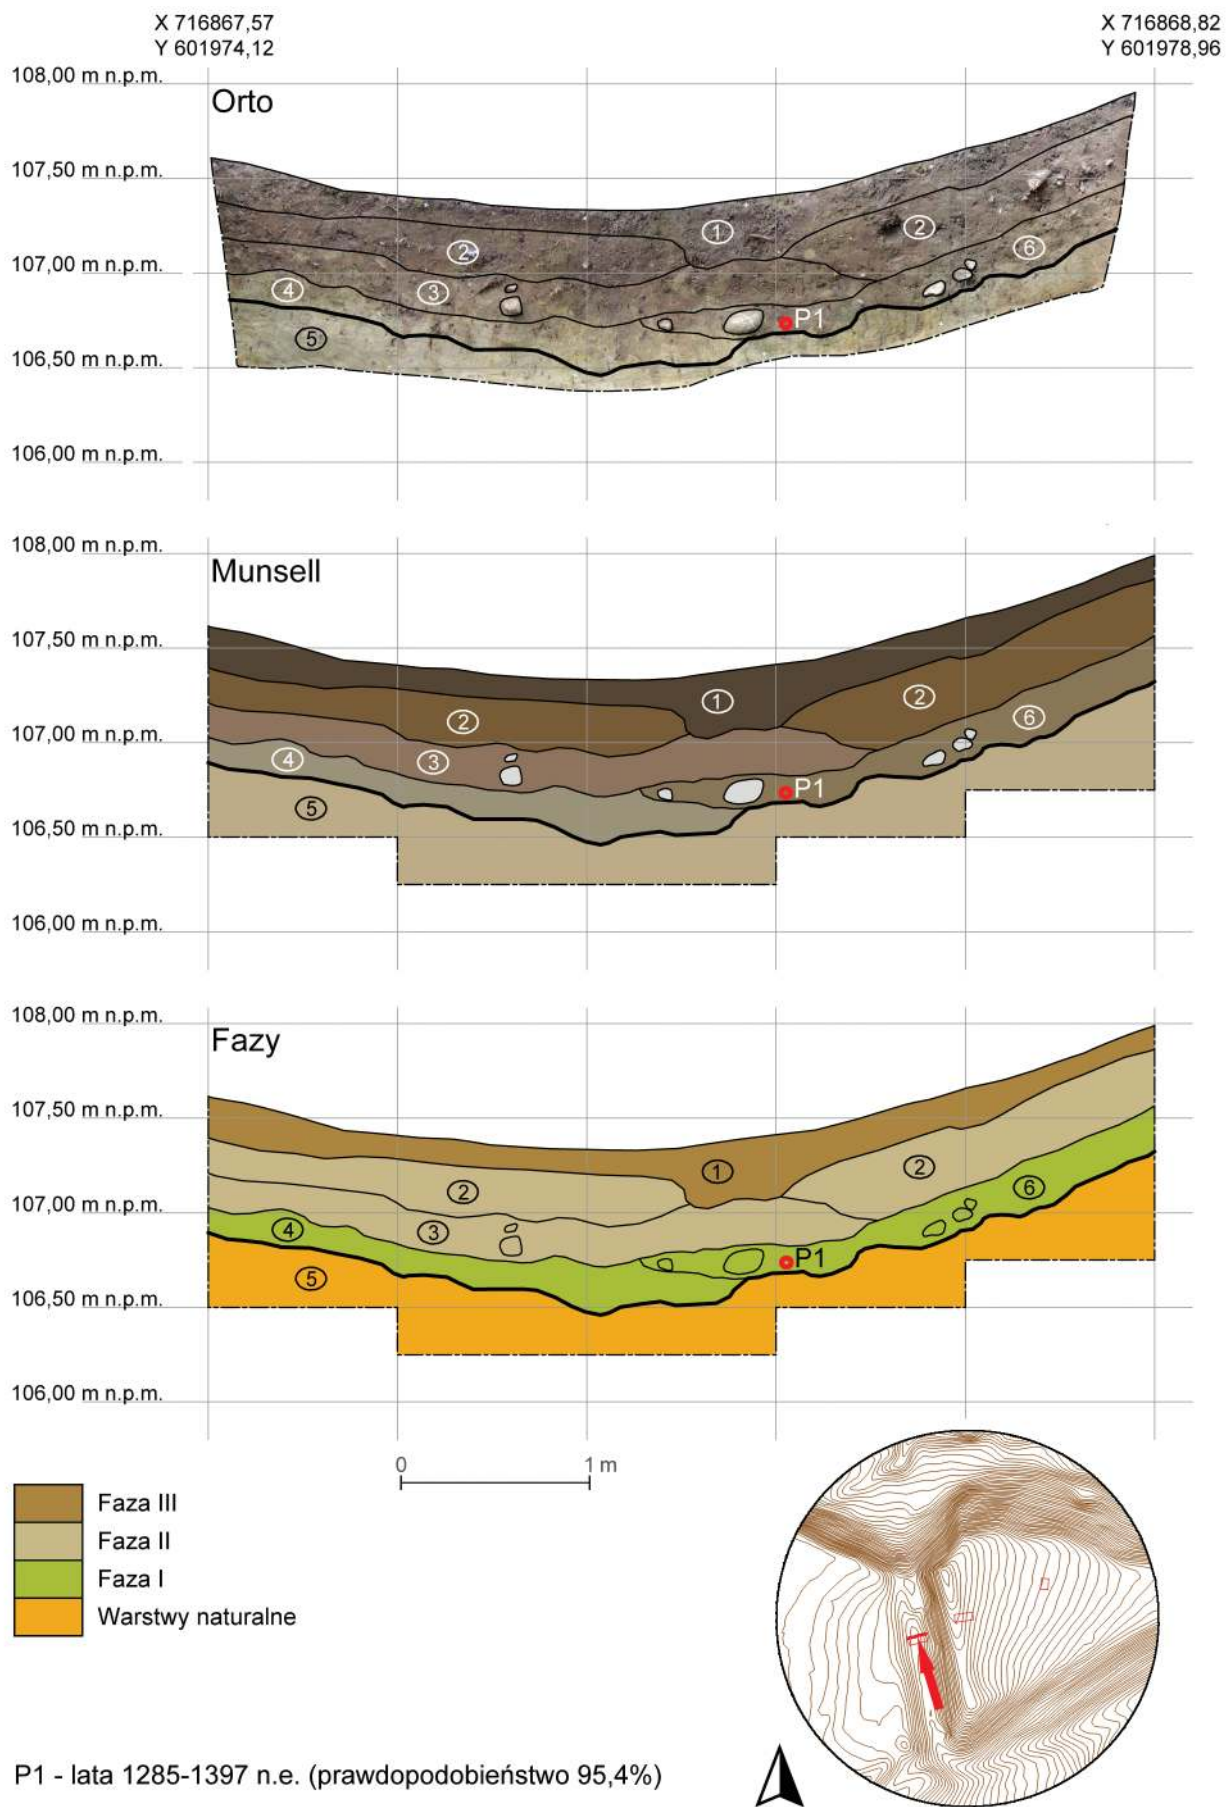 X 716867,57
Y 601974,12
X 716868,82
Y 601978,96
108,00 m n.p.m.
Orto
107,50 m n.p.m.
107,00 m n.p.m.
106,50 m n.p.m.
106,00 m n.p.m.
1
2
2
3
4
5
6
P1
108,00 m n.p.m.
Munsell
107,50 m n.p.m.
107,00 m n.p.m.
106,50 m n.p.m.
106,00 m n.p.m.
1
2
2
3
4
5
6
P1
108,00 m n.p.m.
Fazy
107,50 m n.p.m.
107,00 m n.p.m.
106,50 m n.p.m.
106,00 m n.p.m.
1
2
2
3
4
5
6
P1
0 1 m
Faza III
Faza II
Faza I
Warstwy naturalne
P1 - lata 1285-1397 n.e. (prawdopodobieństwo 95,4%)